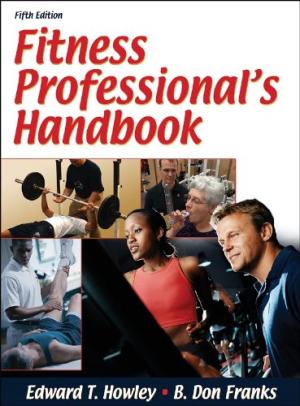 Fifth Edition
Fitness
Professional's
Handbook
Edward T. Howley • B. Don Franks